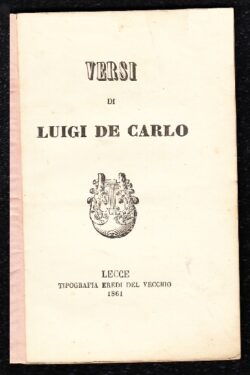 VERSI
DI
LUIGI DE CARLO
LECCE
TIPOGRAFIA EREDI DEL VECCHIO
1861